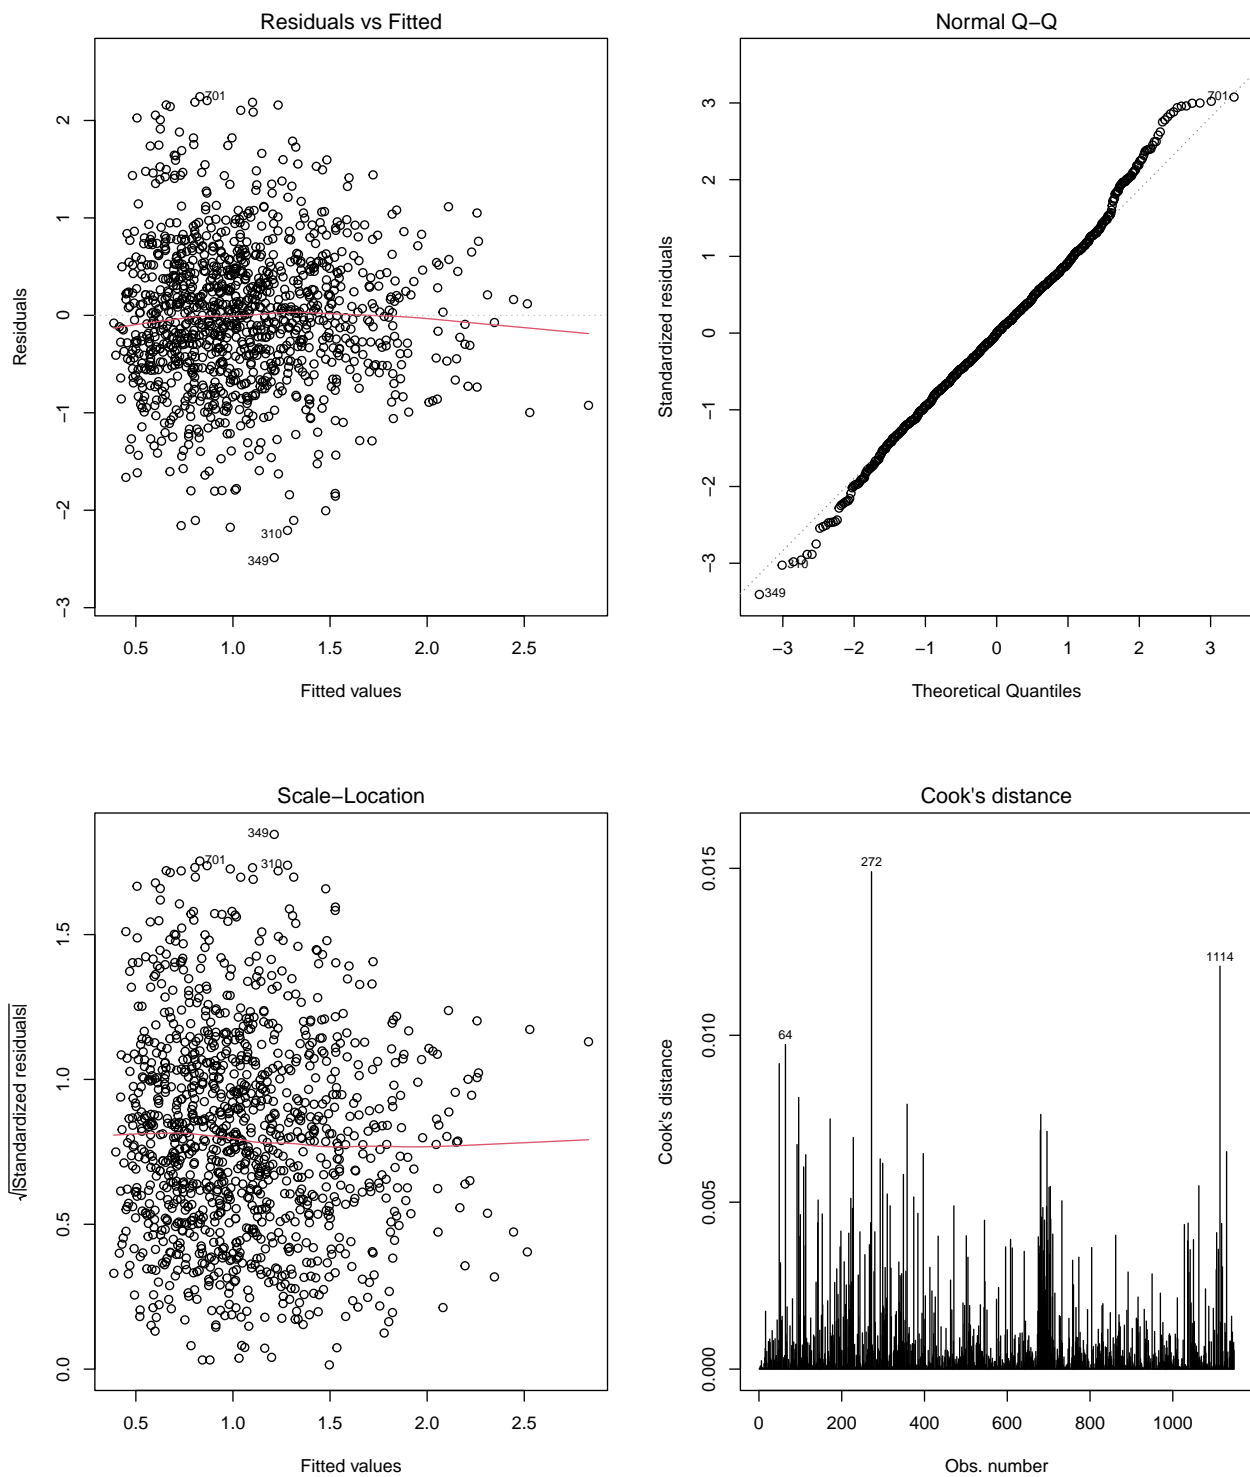 Residuals vs Fitted
Residuals
2
1
0
−1
−2
−3
701
310
349
0.5 1.0 1.5 2.0 2.5
Fitted values
Normal Q−Q
Standardized residuals
3
2
1
0
−1
−2
−3
701
310
349
−3 −2 −1 0 1 2 3
Theoretical Quantiles
Scale−Location
√|Standardized residuals|
1.5
1.0
0.5
0.0
349
701
310
0.5 1.0 1.5 2.0 2.5
Fitted values
Cook's distance
Cook's distance
0.015
0.010
0.005
0.000
272
1114
64
0 200 400 600 800 1000
Obs. number